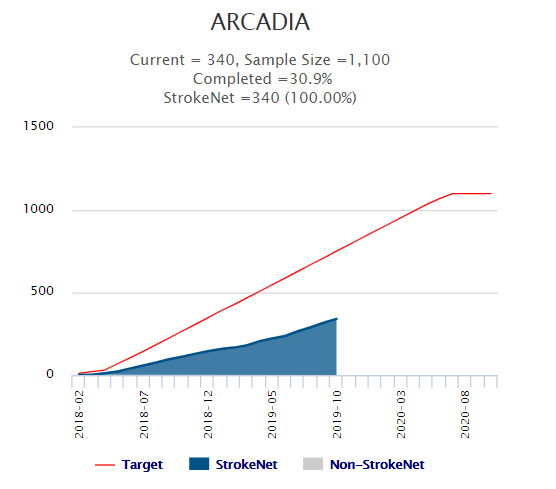 ARCADIA
Current = 340, Sample Size =1,100
Completed =30.9%
StrokeNet =340 (100.00%)
1500
1000
500
0
2018-02
2018-07
2018-12
2019-05
2019-10
2020-03
2020-08
Target
StrokeNet
Non-StrokeNet